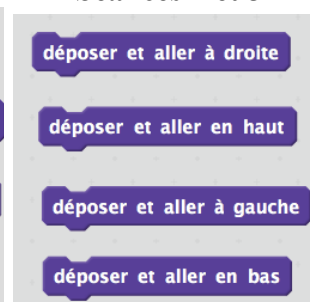 déposer et aller à droite
déposer et aller en haut
déposer et aller à gauche
déposer et aller en bas